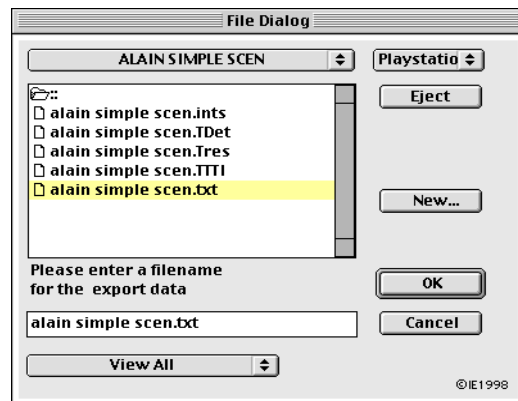 File Dialog
ALAIN SIMPLE SCEN
Playstatio
::
alain simple scen.ints
alain simple scen.TDet
alain simple scen.Tres
alain simple scen.TTTI
alain simple scen.txt
Eject
New...
Please enter a filename
for the export data
OK
alain simple scen.txt
Cancel
View All
©IE1998